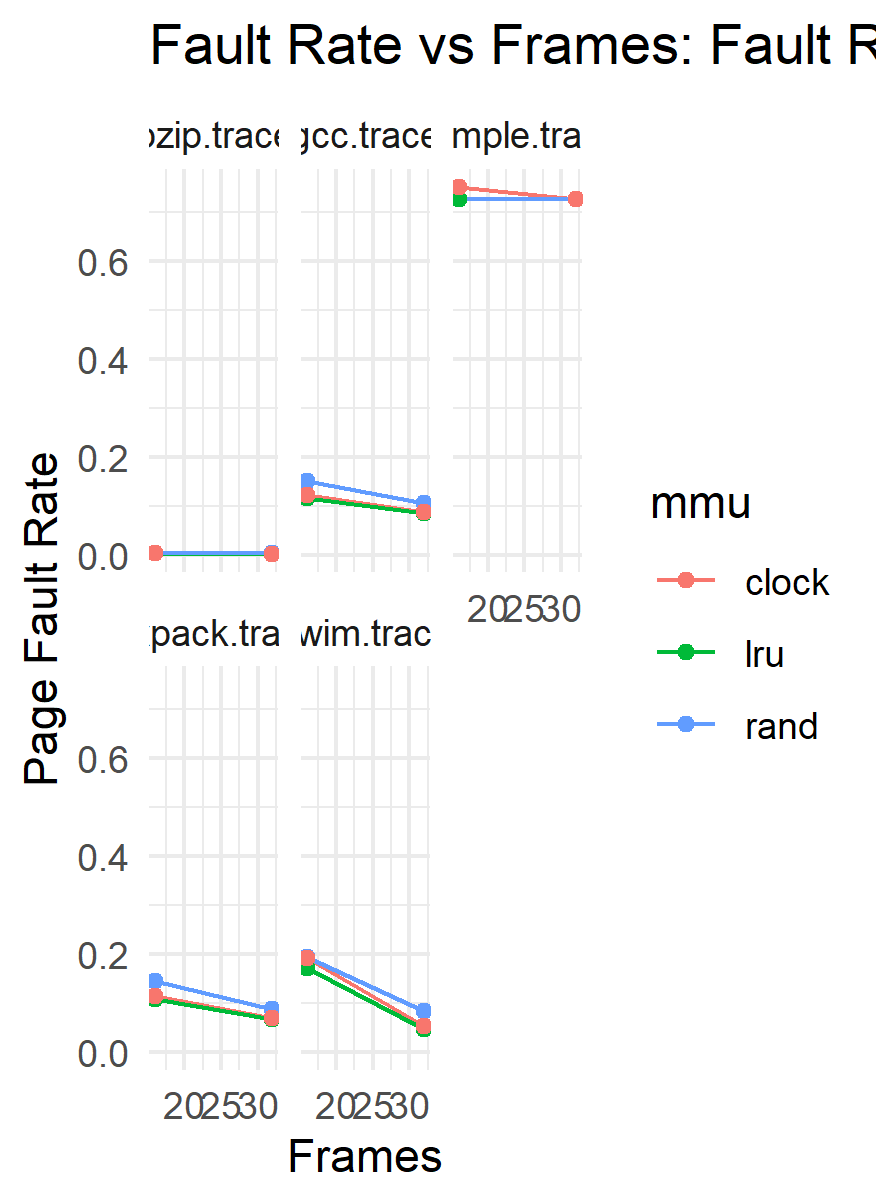 Fault Rate vs Frames: Fault R
ozip.trace
gcc.trace
mple.tra
0.6
0.4
0.2
0.0
20 25 30
xpack.tra
wim.trac
0.6
0.4
0.2
0.0
20 25 30
20 25 30
Page Fault Rate
Frames
mmu
clock
lru
rand